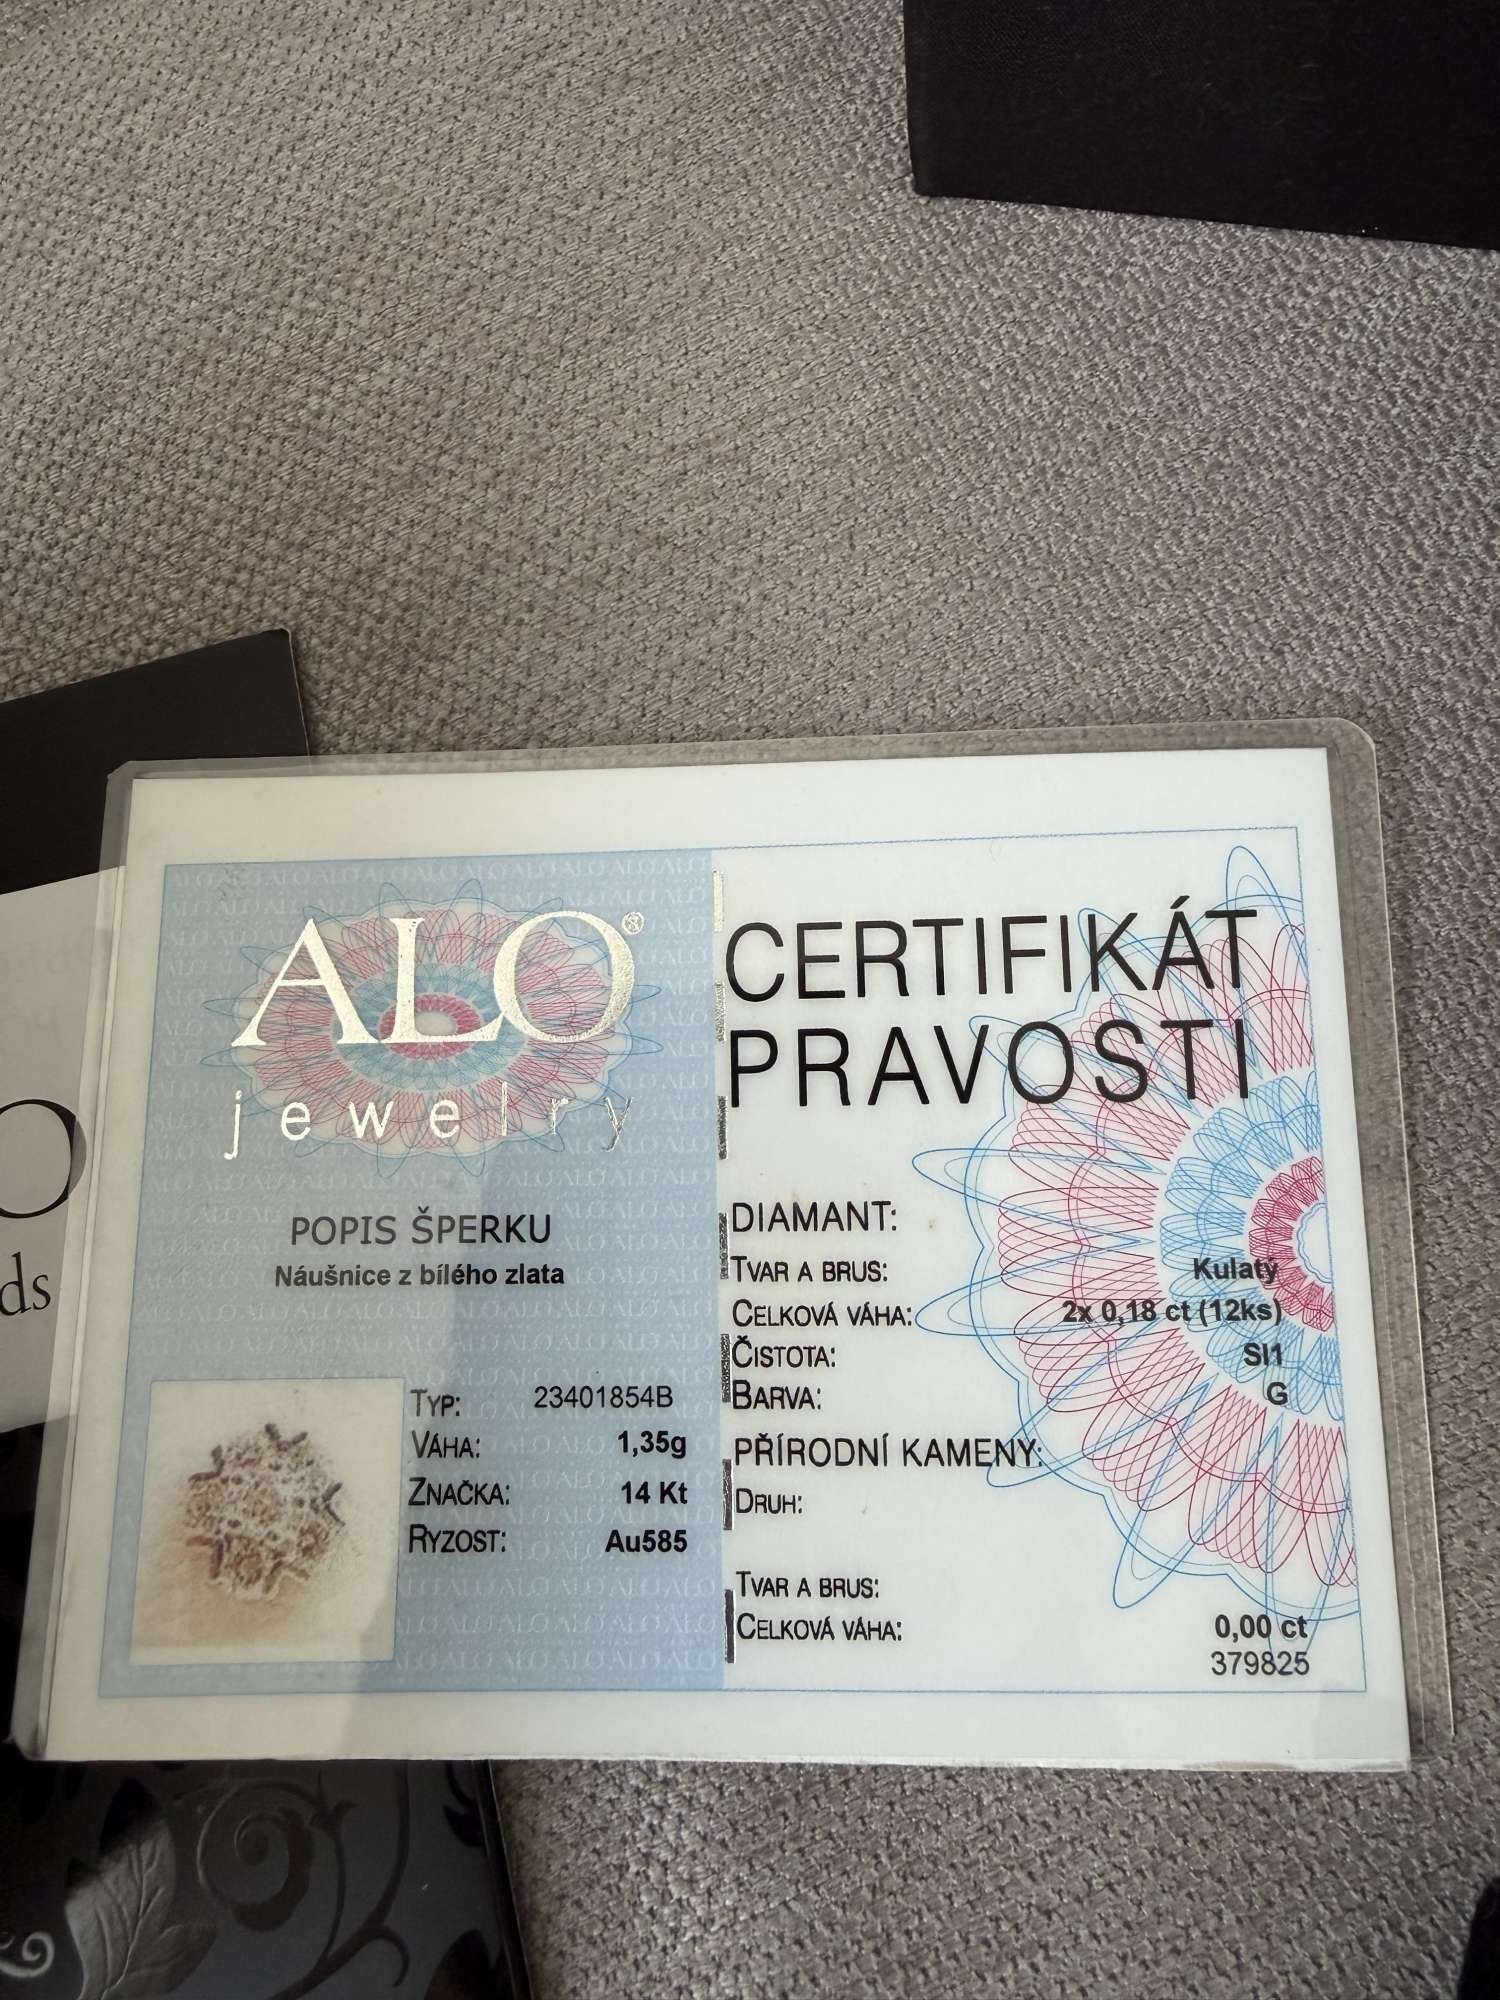 ALO®
jewelry
POPIS ŠPERKU
Náušnice z bílého zlata
TYP: 23401854B
VÁHA: 1,35g
ZNAČKA: 14 Kt
RYZOST: Au585
CERTIFIKÁT
PRAVOSTI
DIAMANT:
TVAR A BRUS: Kulatý
CELKOVÁ VÁHA: 2x 0,18 ct (12ks)
ČISTOTA: SI1
BARVA: G
PŘÍRODNÍ KAMENY:
DRUH:
TVAR A BRUS:
CELKOVÁ VÁHA: 0,00 ct
379825
O
ds